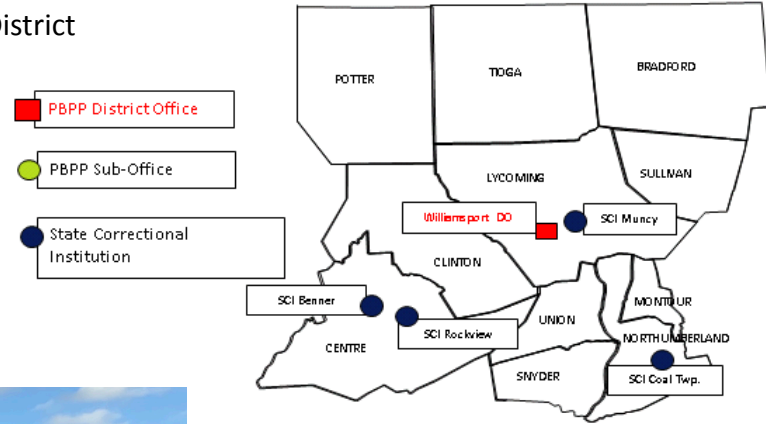 District
PBPP District Office
PBPP Sub-Office
State Correctional
Institution
POTTER
TIOGA
BRADFORD
LYCOMING
SULLIVAN
Williamsport DO
SCI Muncy
CLINTON
SCI Benner
SCI Rockview
CENTRE
UNION
MONTOUR
NORTHUMBERLAND
SNYDER
SCI Coal Twp.